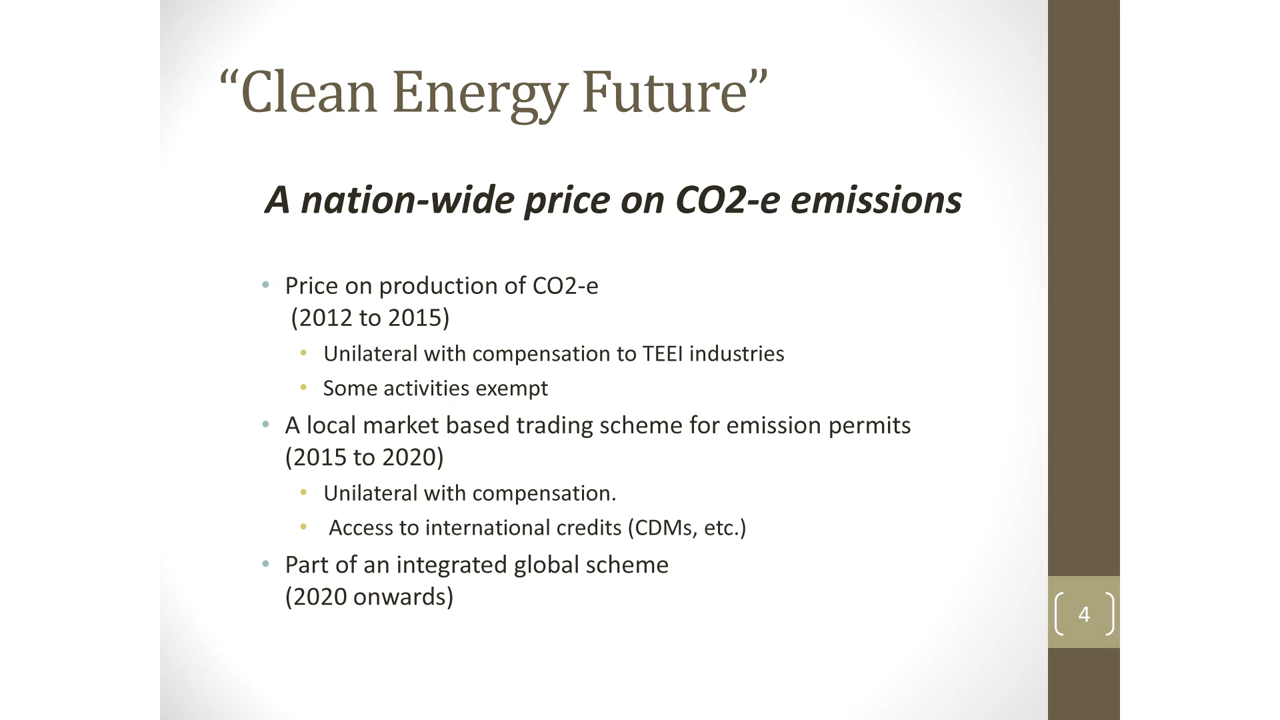 “Clean Energy Future”
A nation-wide price on CO2-e emissions
• Price on production of CO2-e
(2012 to 2015)
• Unilateral with compensation to TEEI industries
• Some activities exempt
• A local market based trading scheme for emission permits
(2015 to 2020)
• Unilateral with compensation.
• Access to international credits (CDMs, etc.)
• Part of an integrated global scheme
(2020 onwards)
4